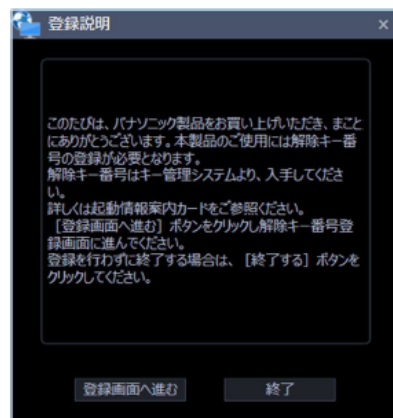 登録説明
×
このたびは、パナソニック製品をお買い上げいただき、まこと
にありがとうございます。本製品のご使用には解除キー番
号の登録が必要となります。
解除キー番号はキー管理システムより、入手してくださ
い。
詳しくは起動情報案内カードをご参照ください。
［登録画面へ進む］ボタンをクリックし解除キー番号登
録画面に進んでください。
登録を行わずに終了する場合は、［終了する］ボタンを
クリックしてください。
登録画面へ進む 終了